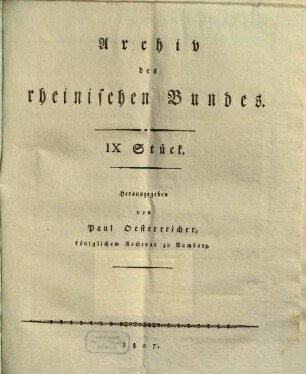 Archiv
des
rheinischen Bundes.
IX Stück.
Herausgegeben
von
Paul Oesterreicher,
königlichem Archivar zu Bamberg.
1807.